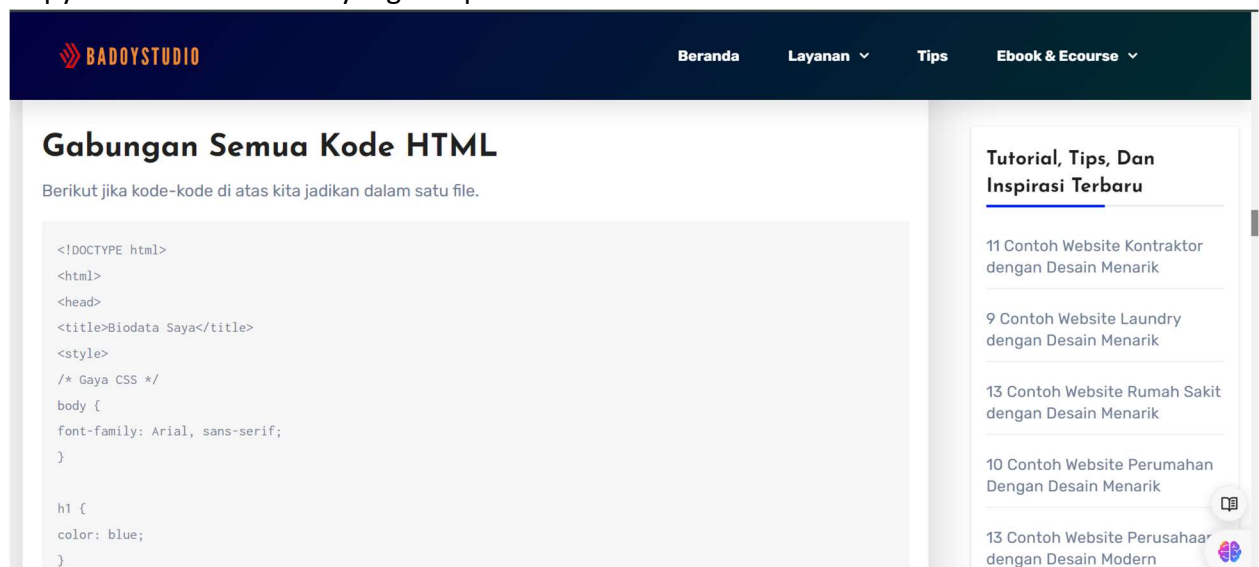 BADOYSTUDIO
Beranda
Layanan
Tips
Ebook & Ecourse
Gabungan Semua Kode HTML
Berikut jika kode-kode di atas kita jadikan dalam satu file.
<!DOCTYPE html>
<html>
<head>
<title>Biodata Saya</title>
<style>
/* Gaya CSS */
body {
font-family: Arial, sans-serif;
}
h1 {
color: blue;
}
Tutorial, Tips, Dan
Inspirasi Terbaru
11 Contoh Website Kontraktor
dengan Desain Menarik
9 Contoh Website Laundry
dengan Desain Menarik
13 Contoh Website Rumah Sakit
dengan Desain Menarik
10 Contoh Website Perumahan
Dengan Desain Menarik
13 Contoh Website Perusahaan
dengan Desain Modern